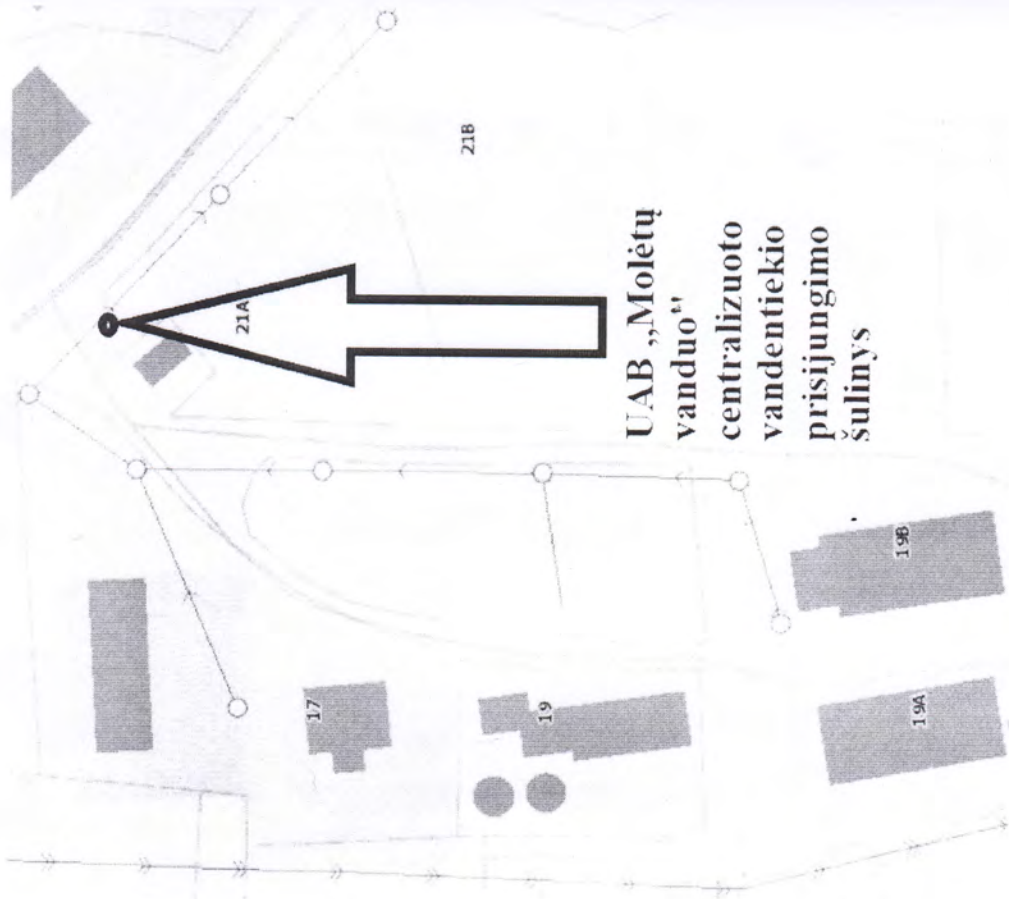 21B
21A
UAB „Molėtų
vanduo"
centralizuoto
vandentiekio
prisijungimo
šulinys
17
19
19B
19A